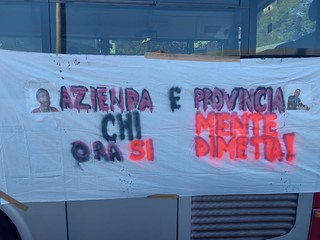 AZIENDA E PROVINCIA
CHI MENTE
ORA SI DIMETTA!